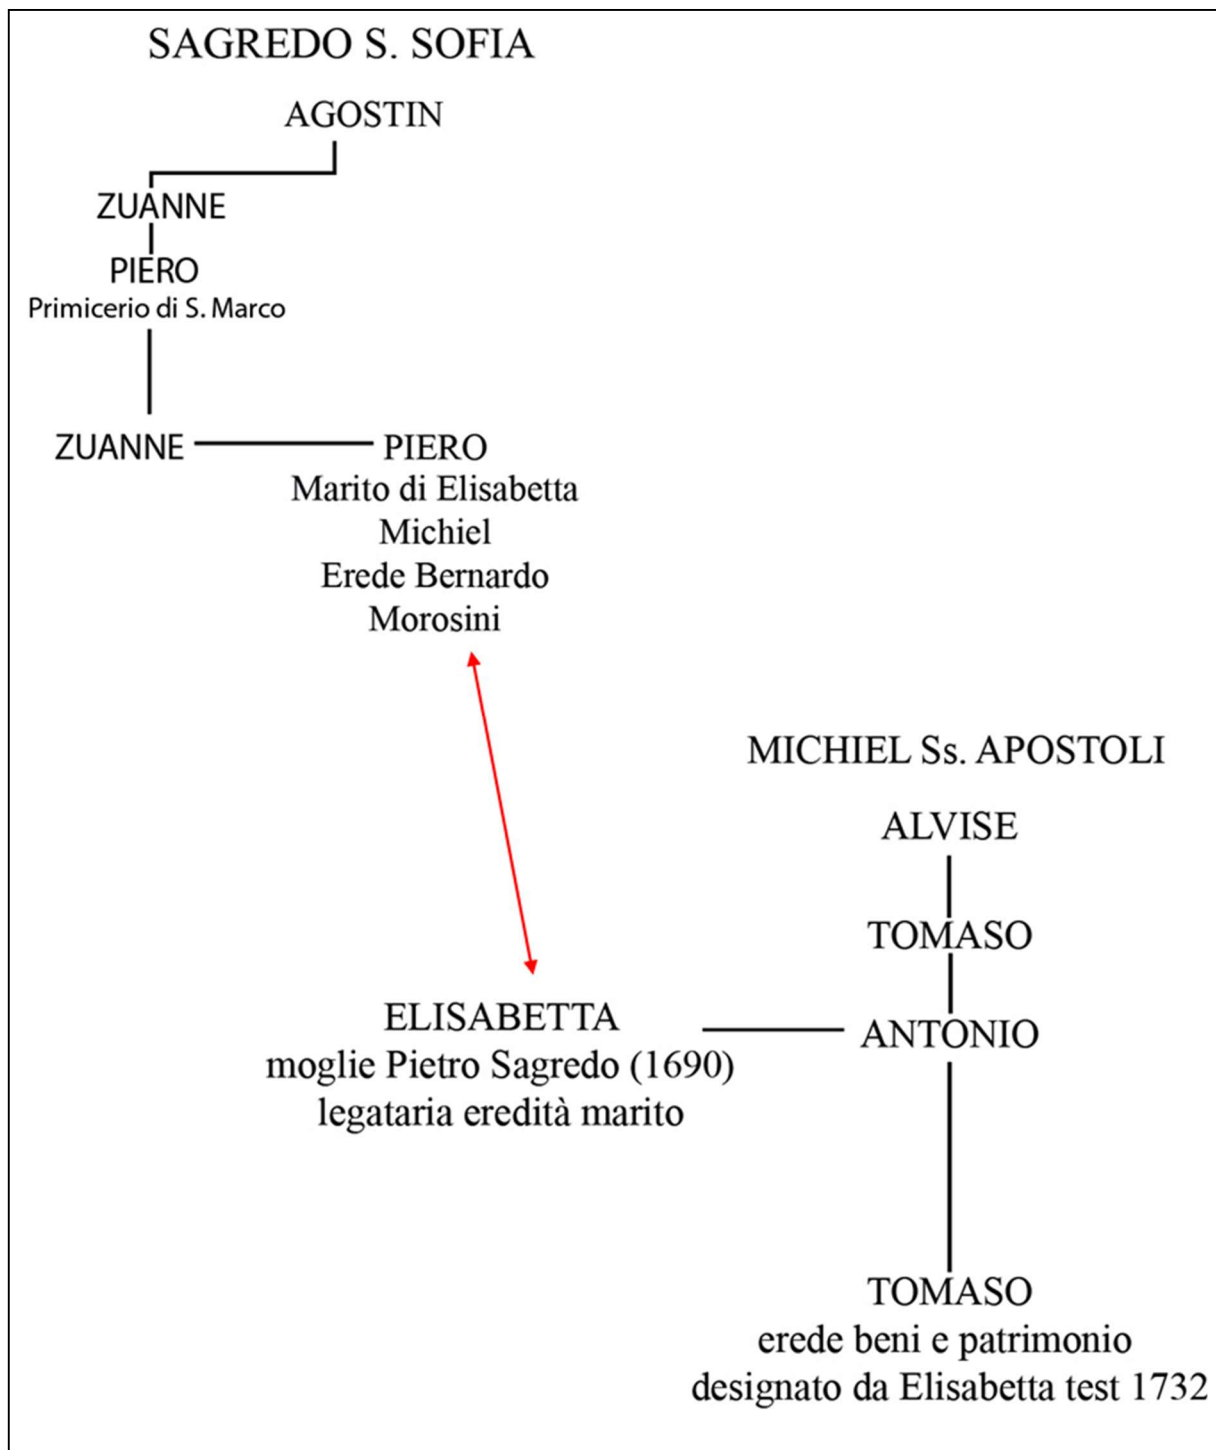 SAGREDO S. SOFIA
AGOSTIN
ZUANNE
PIERO
Primicerio di S. Marco
ZUANNE
PIERO
Marito di Elisabetta
Michiel
Erede Bernardo
Morosini
MICHIEL Ss. APOSTOLI
ALVISE
TOMASO
ELISABETTA
moglie Pietro Sagredo (1690)
legataria eredità marito
ANTONIO
TOMASO
erede beni e patrimonio
designato da Elisabetta test 1732